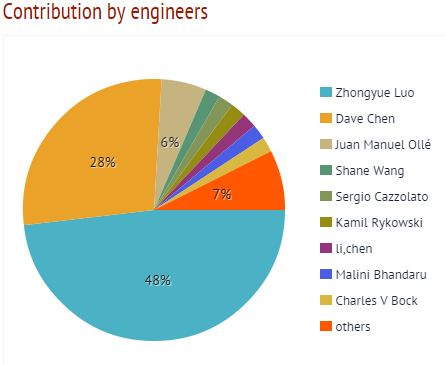 Contribution by engineers
Zhongyue Luo
Dave Chen
Juan Manuel Ollé
Shane Wang
Sergio Cazzolato
Kamil Rykowski
li,chen
Malini Bhandaru
Charles V Bock
others
6%
28%
7%
48%